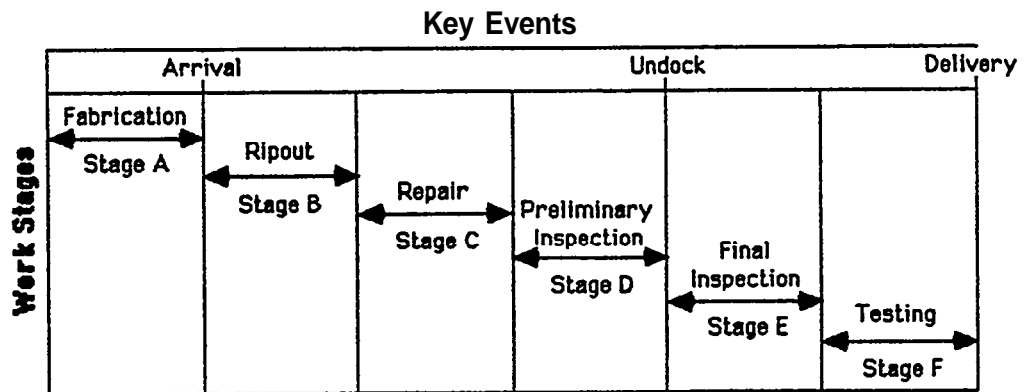 Key Events
Arrival
Undock
Delivery
Work Stages
Fabrication
Stage A
Ripout
Stage B
Repair
Stage C
Preliminary
Inspection
Stage D
Final
Inspection
Stage E
Testing
Stage F